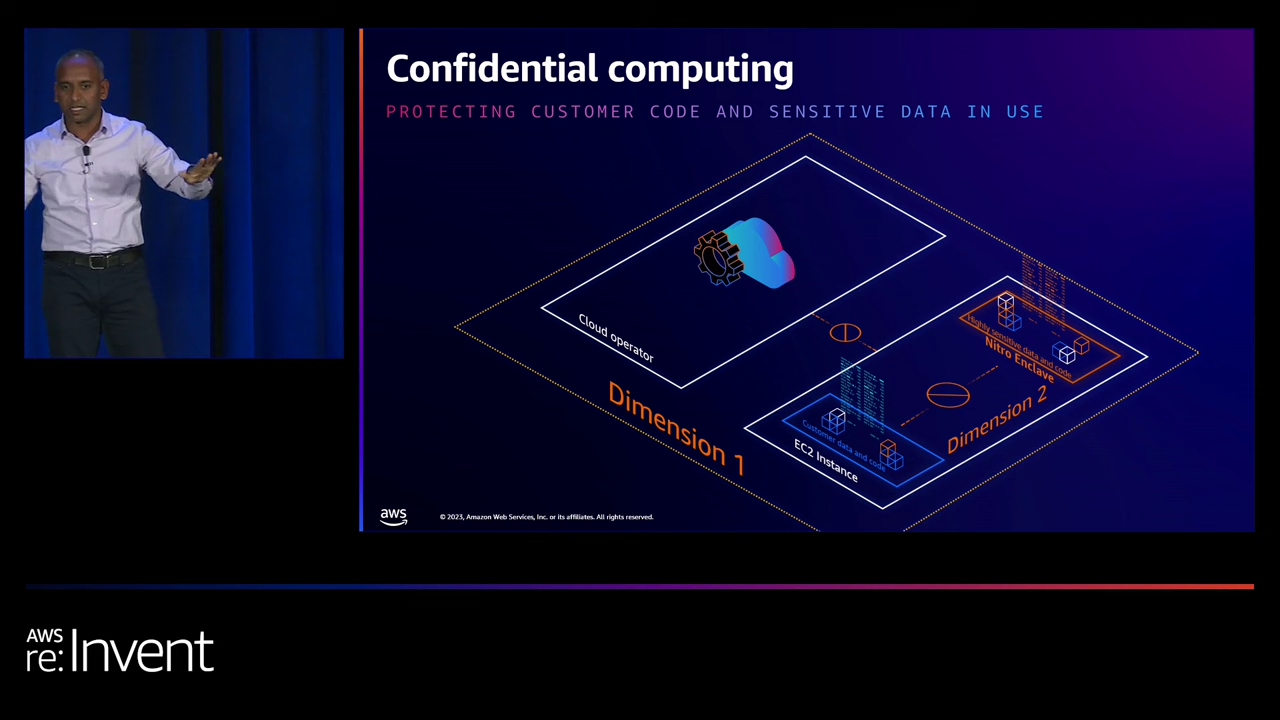 Confidential computing
PROTECTING CUSTOMER CODE AND SENSITIVE DATA IN USE
Cloud operator
Dimension 1
Highly sensitive data and code
Nitro Enclave
Dimension 2
Customer data and code
EC2 Instance
aws
© 2023, Amazon Web Services, Inc. or its affiliates. All rights reserved.
AWS
re:Invent